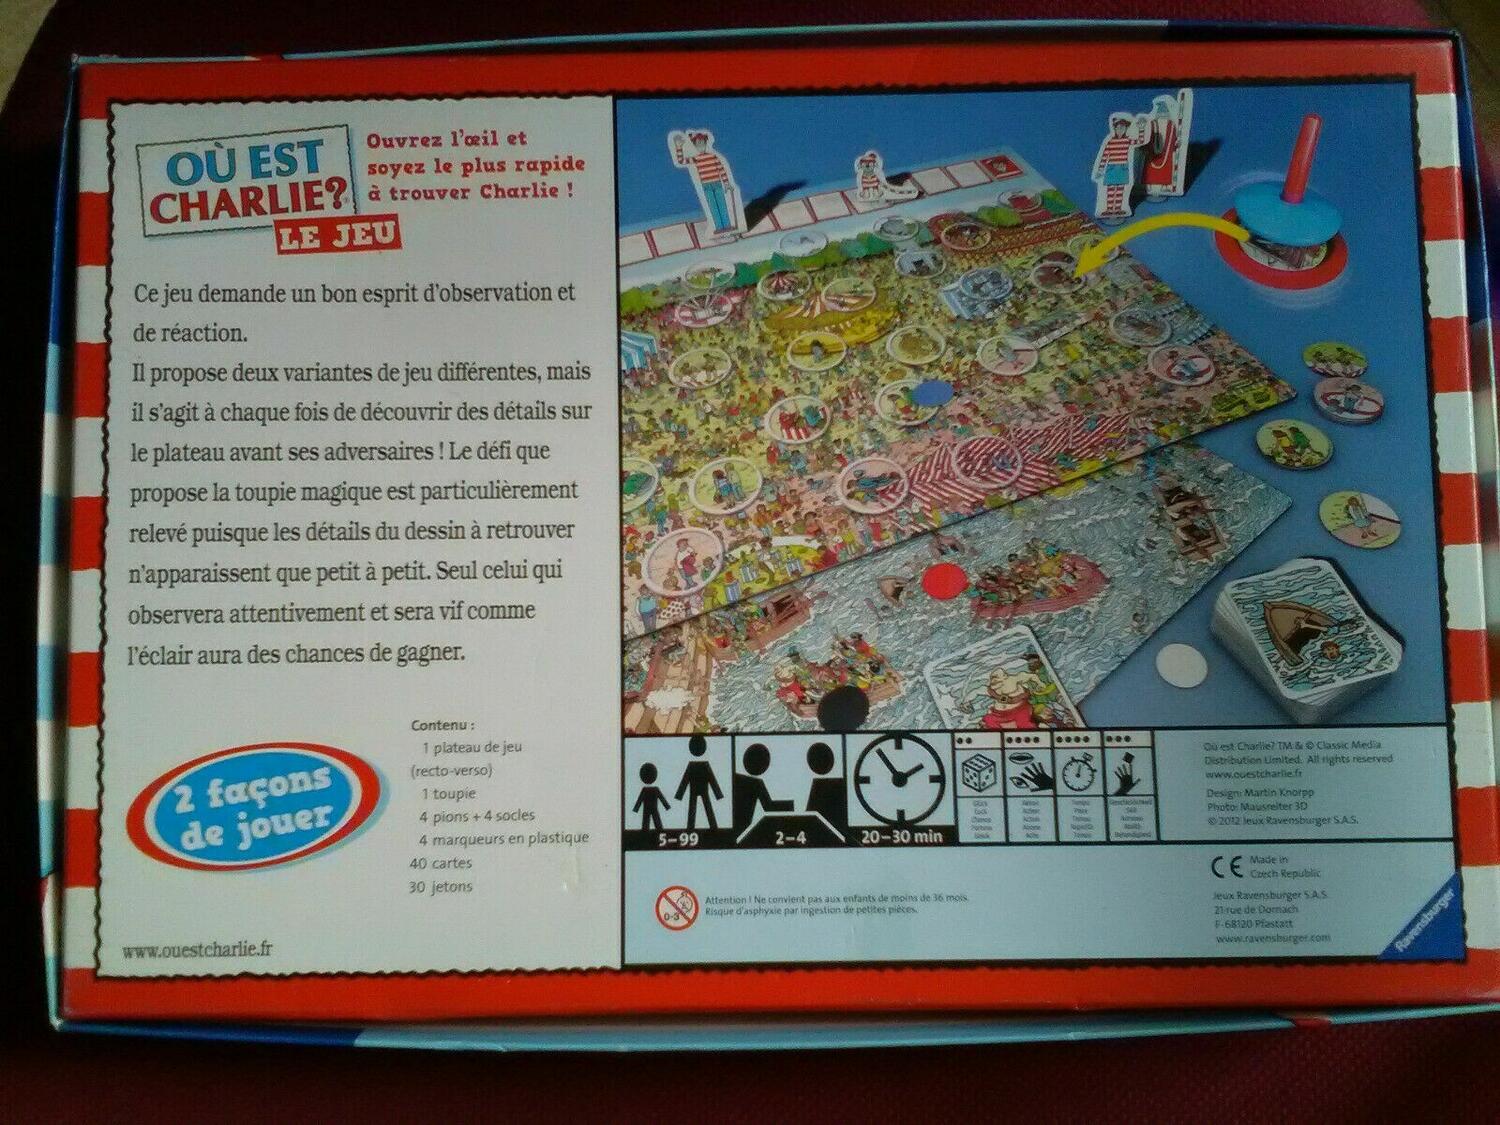 OÙ EST
CHARLIE?
LE JEU
Ouvrez l'œil et
soyez le plus rapide
à trouver Charlie !
Ce jeu demande un bon esprit d'observation et
de réaction.
Il propose deux variantes de jeu différentes, mais
il s'agit à chaque fois de découvrir des détails sur
le plateau avant ses adversaires ! Le défi que
propose la toupie magique est particulièrement
relevé puisque les détails du dessin à retrouver
n'apparaissent que petit à petit. Seul celui qui
observera attentivement et sera vif comme
l'éclair aura des chances de gagner.
2 façons
de jouer
Contenu :
1 plateau de jeu
(recto-verso)
1 toupie
4 pions + 4 socles
4 marqueurs en plastique
40 cartes
30 jetons
www.ouestcharlie.fr
5–99
2–4
20–30 min
Où est Charlie? TM & © Classic Media
Distribution Limited. All rights reserved
www.ouestcharlie.fr
Design: Martin Knorpp
Photo: Mausreiter 3D
© 2012 Jeux Ravensburger S.A.S.
0-3
Attention ! Ne convient pas aux enfants de moins de 36 mois.
Risque d'asphyxie par ingestion de petites pièces.
CE Made in
Czech Republic
Jeux Ravensburger S.A.S.
21 rue de Dornach
F-68120 Pfastatt
www.ravensburger.com
Ravensburger